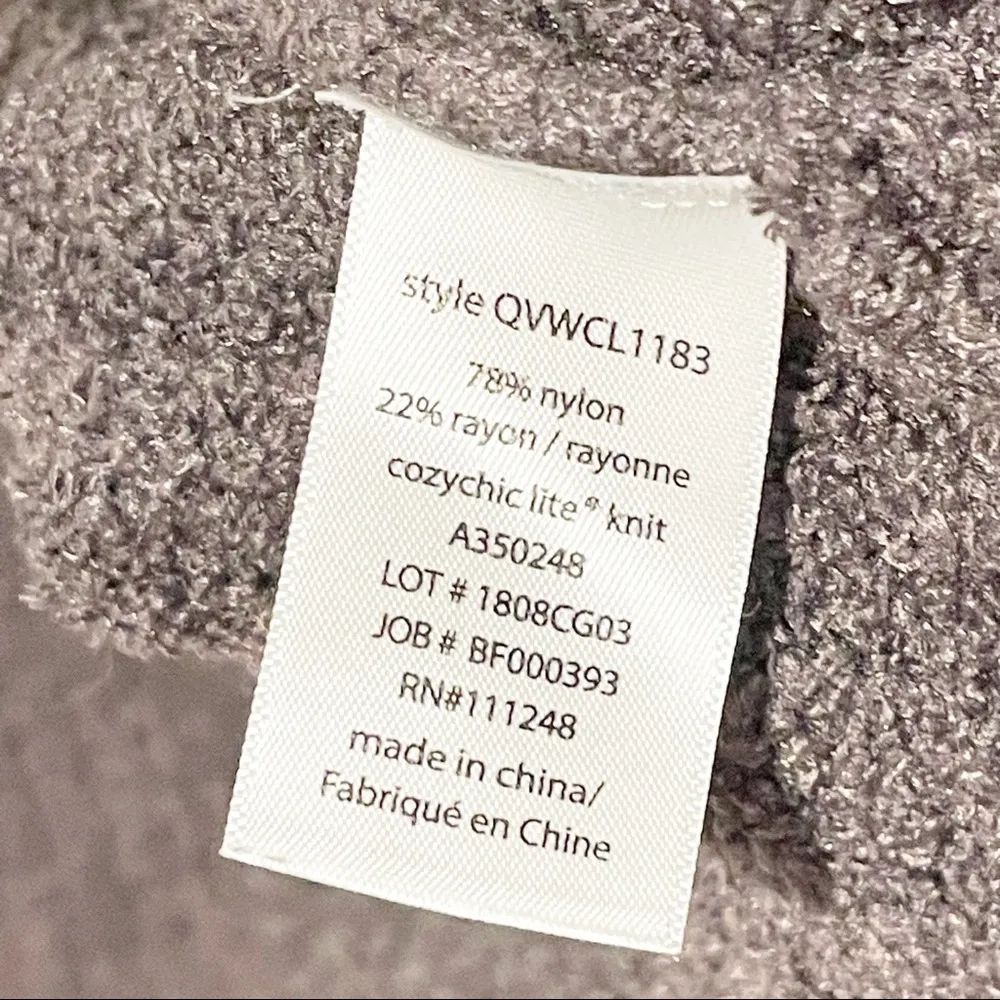 style QVWCL1183
78% nylon
22% rayon / rayonne
cozychic lite® knit
A350248
LOT # 1808CG03
JOB # BF000393
RN#111248
made in china/
Fabriqué en Chine